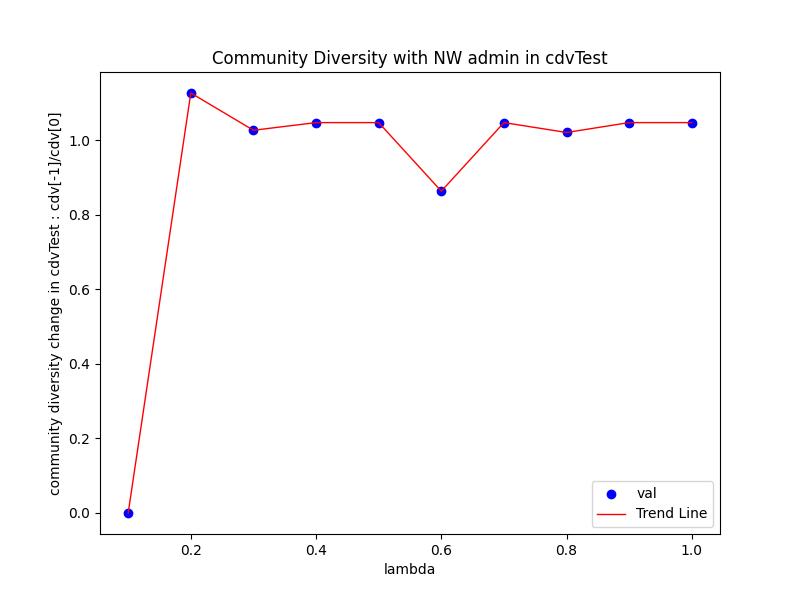 Community Diversity with NW admin in cdvTest
community diversity change in cdvTest : cdv[-1]/cdv[0]
1.0
0.8
0.6
0.4
0.2
0.0
0.2
0.4
0.6
0.8
1.0
lambda
val
Trend Line